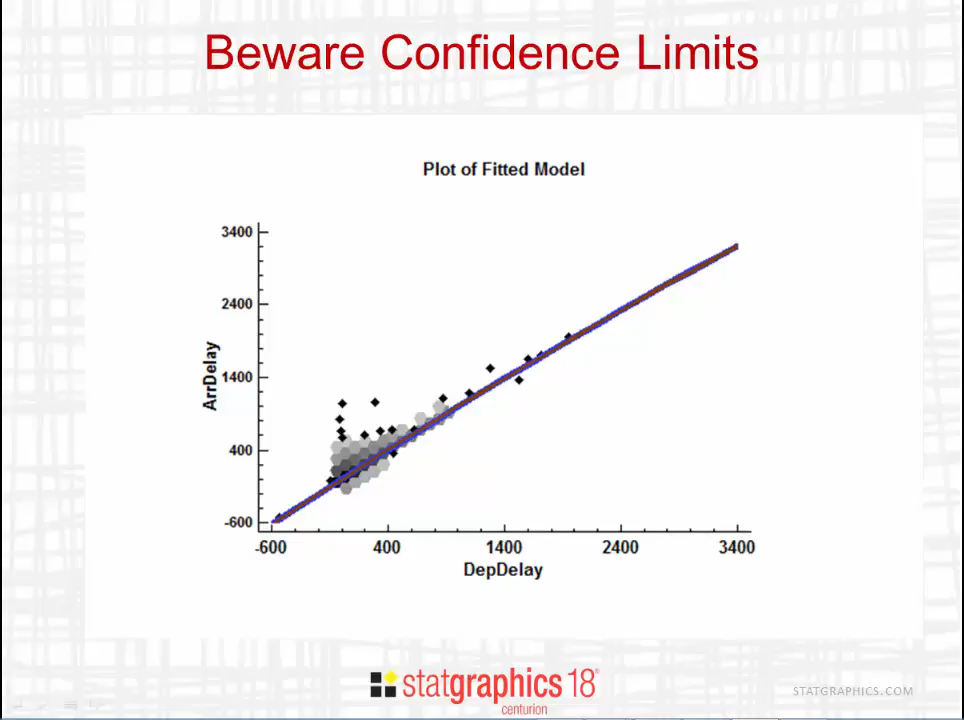 Beware Confidence Limits
Plot of Fitted Model
3400
2400
1400
400
-600
ArrDelay
-600 400 1400 2400 3400
DepDelay
statgraphics 18®
centurion
STATGRAPHICS.COM